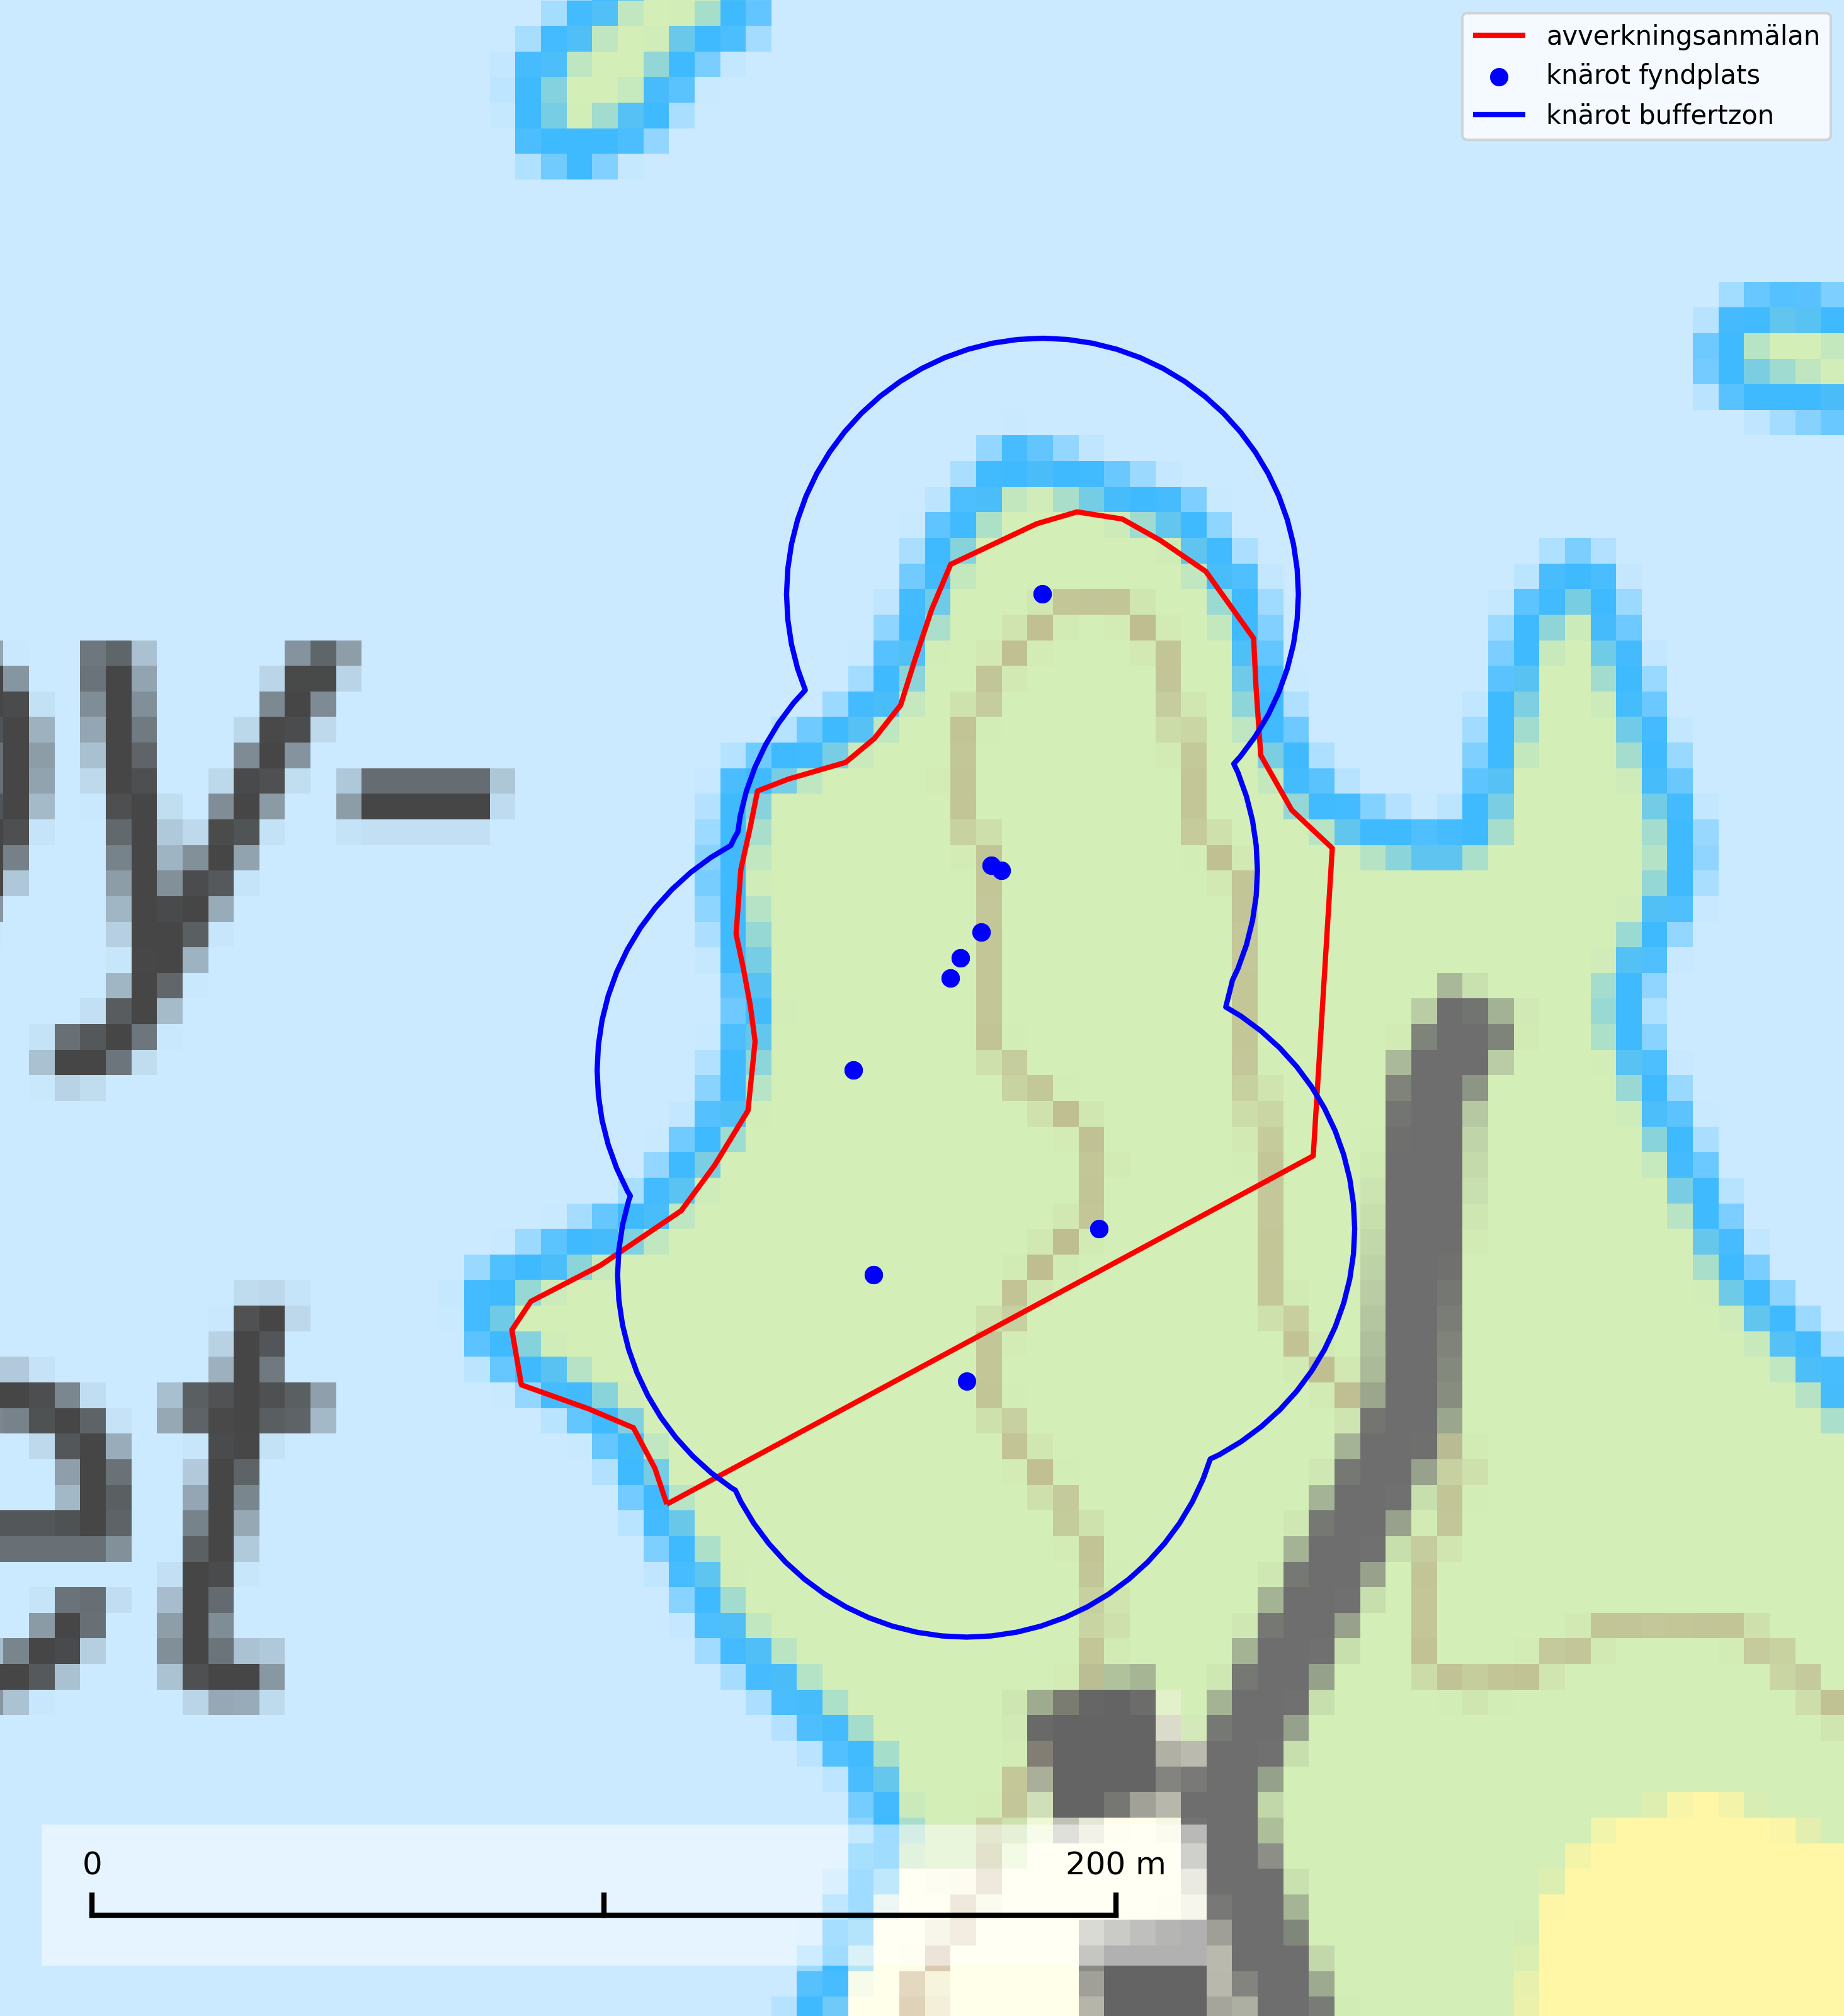 avverkningsanmälan
knärot fyndplats
knärot buffertzon
y-
t
0
200 m